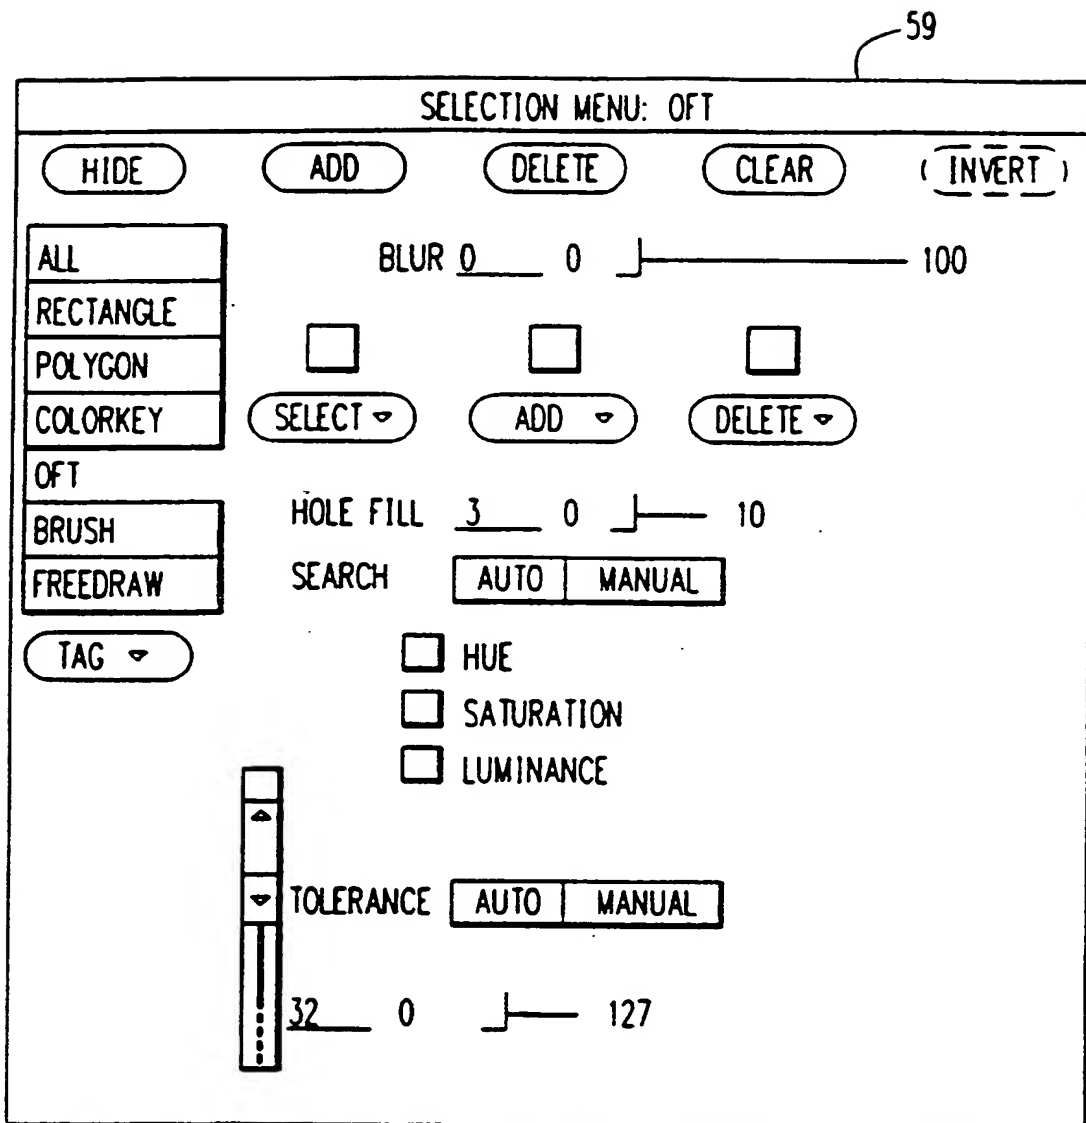 59
SELECTION MENU: OFT
HIDE ADD DELETE CLEAR INVERT
ALL
BLUR 0 0 100
RECTANGLE
POLYGON
COLORKEY
SELECT ADD DELETE
OFT
HOLE FILL 3 0 10
BRUSH
SEARCH AUTO MANUAL
FREEDRAW
TAG
HUE
SATURATION
LUMINANCE
TOLERANCE AUTO MANUAL
32 0 127